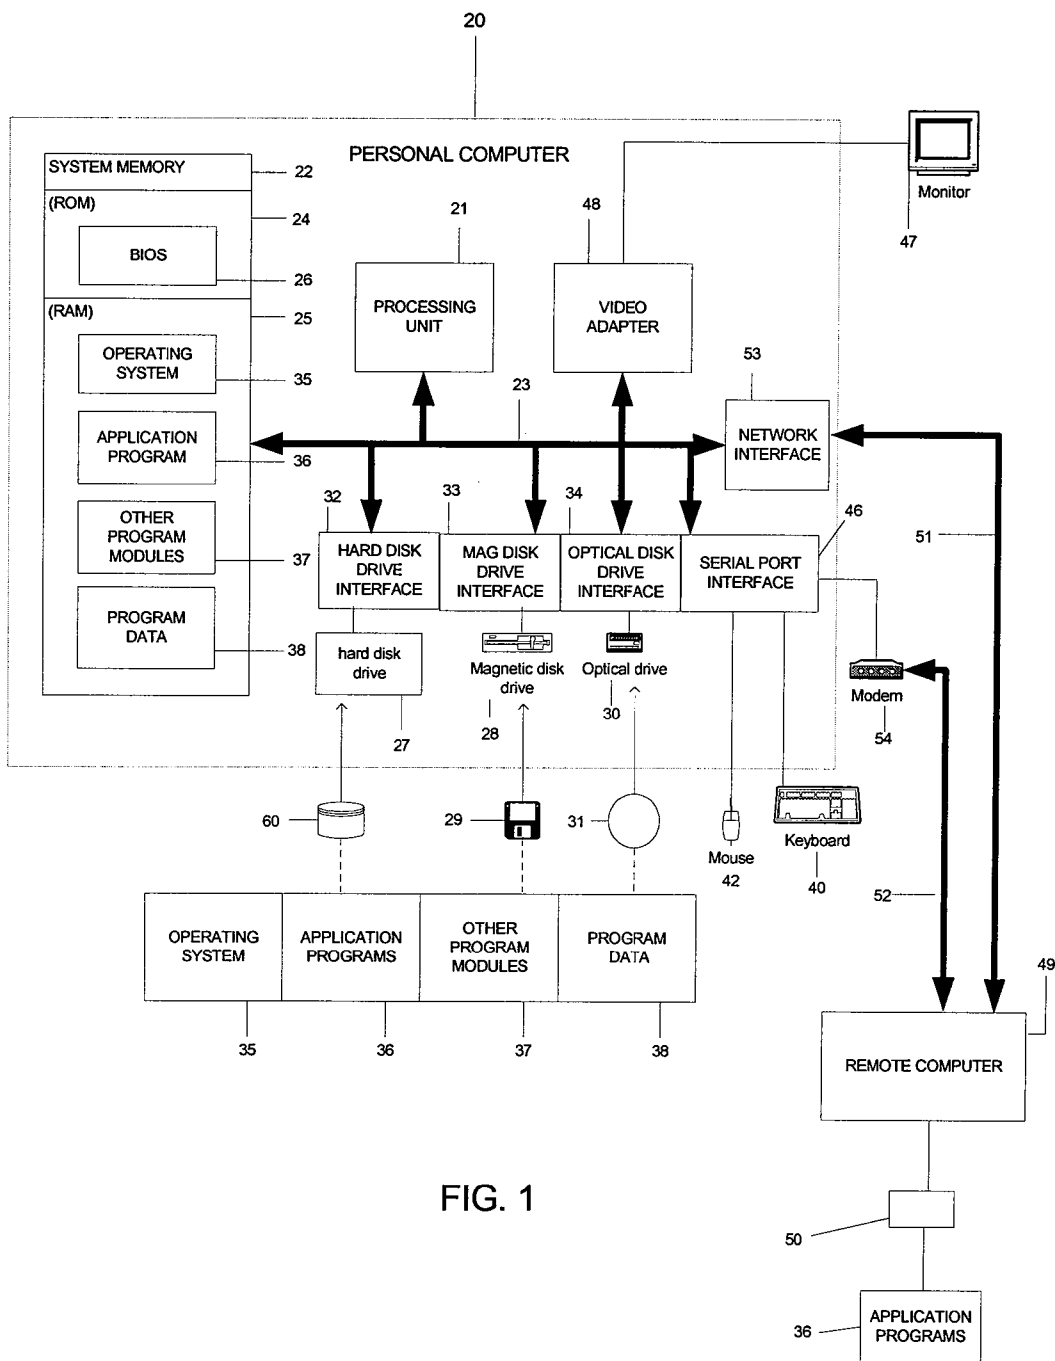 20
PERSONAL COMPUTER
SYSTEM MEMORY
22
(ROM)
24
BIOS
26
(RAM)
25
OPERATING
SYSTEM
35
APPLICATION
PROGRAM
36
OTHER
PROGRAM
MODULES
37
PROGRAM
DATA
38
21
PROCESSING
UNIT
48
VIDEO
ADAPTER
Monitor
47
23
53
NETWORK
INTERFACE
32
HARD DISK
DRIVE
INTERFACE
33
MAG DISK
DRIVE
INTERFACE
34
OPTICAL DISK
DRIVE
INTERFACE
46
SERIAL PORT
INTERFACE
51
hard disk
drive
27
Magnetic disk
drive
28
Optical drive
30
Modem
54
60
29
31
Mouse
42
Keyboard
40
52
OPERATING
SYSTEM
APPLICATION
PROGRAMS
OTHER
PROGRAM
MODULES
PROGRAM
DATA
35
36
37
38
49
REMOTE COMPUTER
50
36
APPLICATION
PROGRAMS
FIG. 1